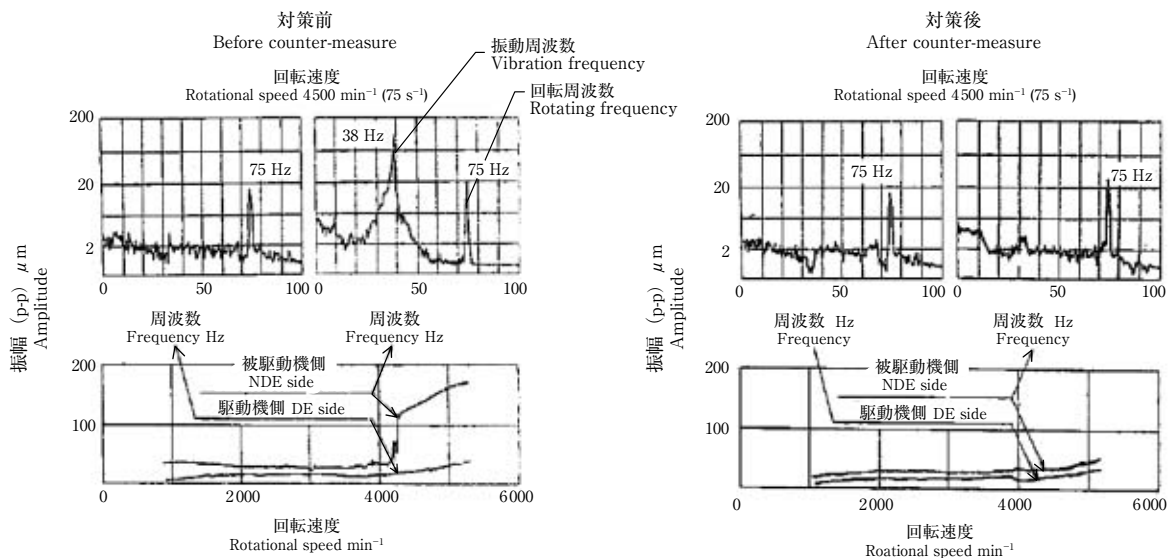 対策前
Before counter-measure
振動周波数
Vibration frequency
回転周波数
Rotating frequency
回転速度
Rotational speed 4500 min⁻¹ (75 s⁻¹)
200
20
2
75 Hz
38 Hz
75 Hz
0
50
100
0
50
100
振幅 (p-p) μm
Amplitude
周波数
Frequency Hz
周波数
Frequency Hz
被駆動機側
NDE side
駆動機側 DE side
200
100
0
2000
4000
6000
回転速度
Rotational speed min⁻¹
対策後
After counter-measure
回転速度
Rotational speed 4500 min⁻¹ (75 s⁻¹)
200
20
2
75 Hz
75 Hz
0
50
100
0
50
100
振幅 (p-p) μm
Amplitude
周波数 Hz
Frequency
周波数 Hz
Frequency
被駆動機側
NDE side
駆動機側 DE side
200
100
0
2000
4000
6000
回転速度
Roational speed min⁻¹